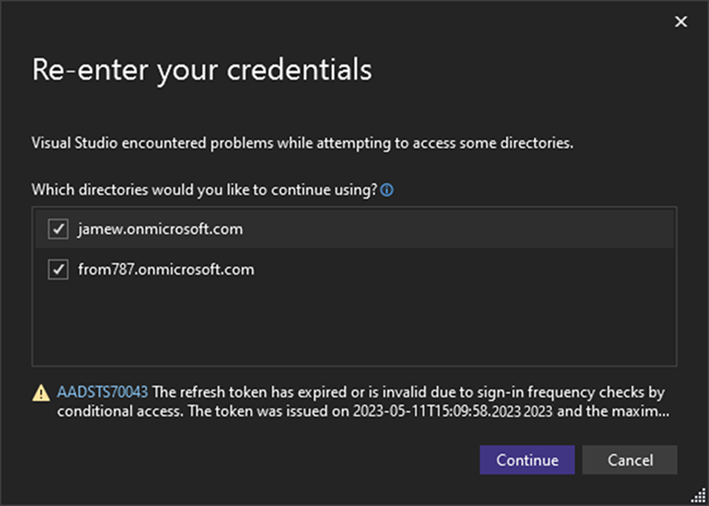 Re-enter your credentials
Visual Studio encountered problems while attempting to access some directories.
Which directories would you like to continue using?
jamew.onmicrosoft.com
from787.onmicrosoft.com
AADSTS70043 The refresh token has expired or is invalid due to sign-in frequency checks by
conditional access. The token was issued on 2023-05-11T15:09:58.2023 2023 and the maxim...
Continue Cancel